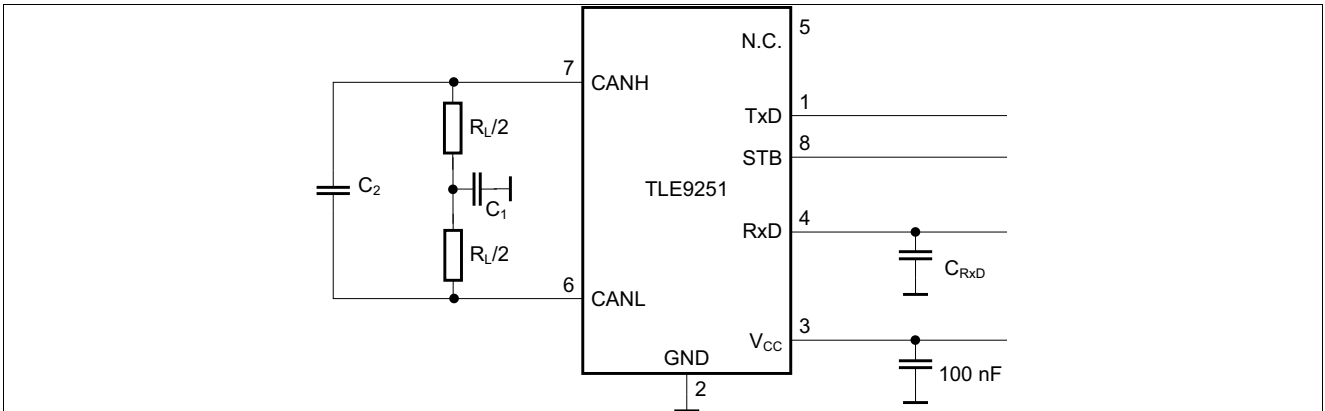 5
N.C.
7
CANH
1
TxD
R_L/2
8
STB
C₂
TLE9251
C₁
4
RxD
R_L/2
C_RxD
6
CANL
3
V_CC
GND
100 nF
2